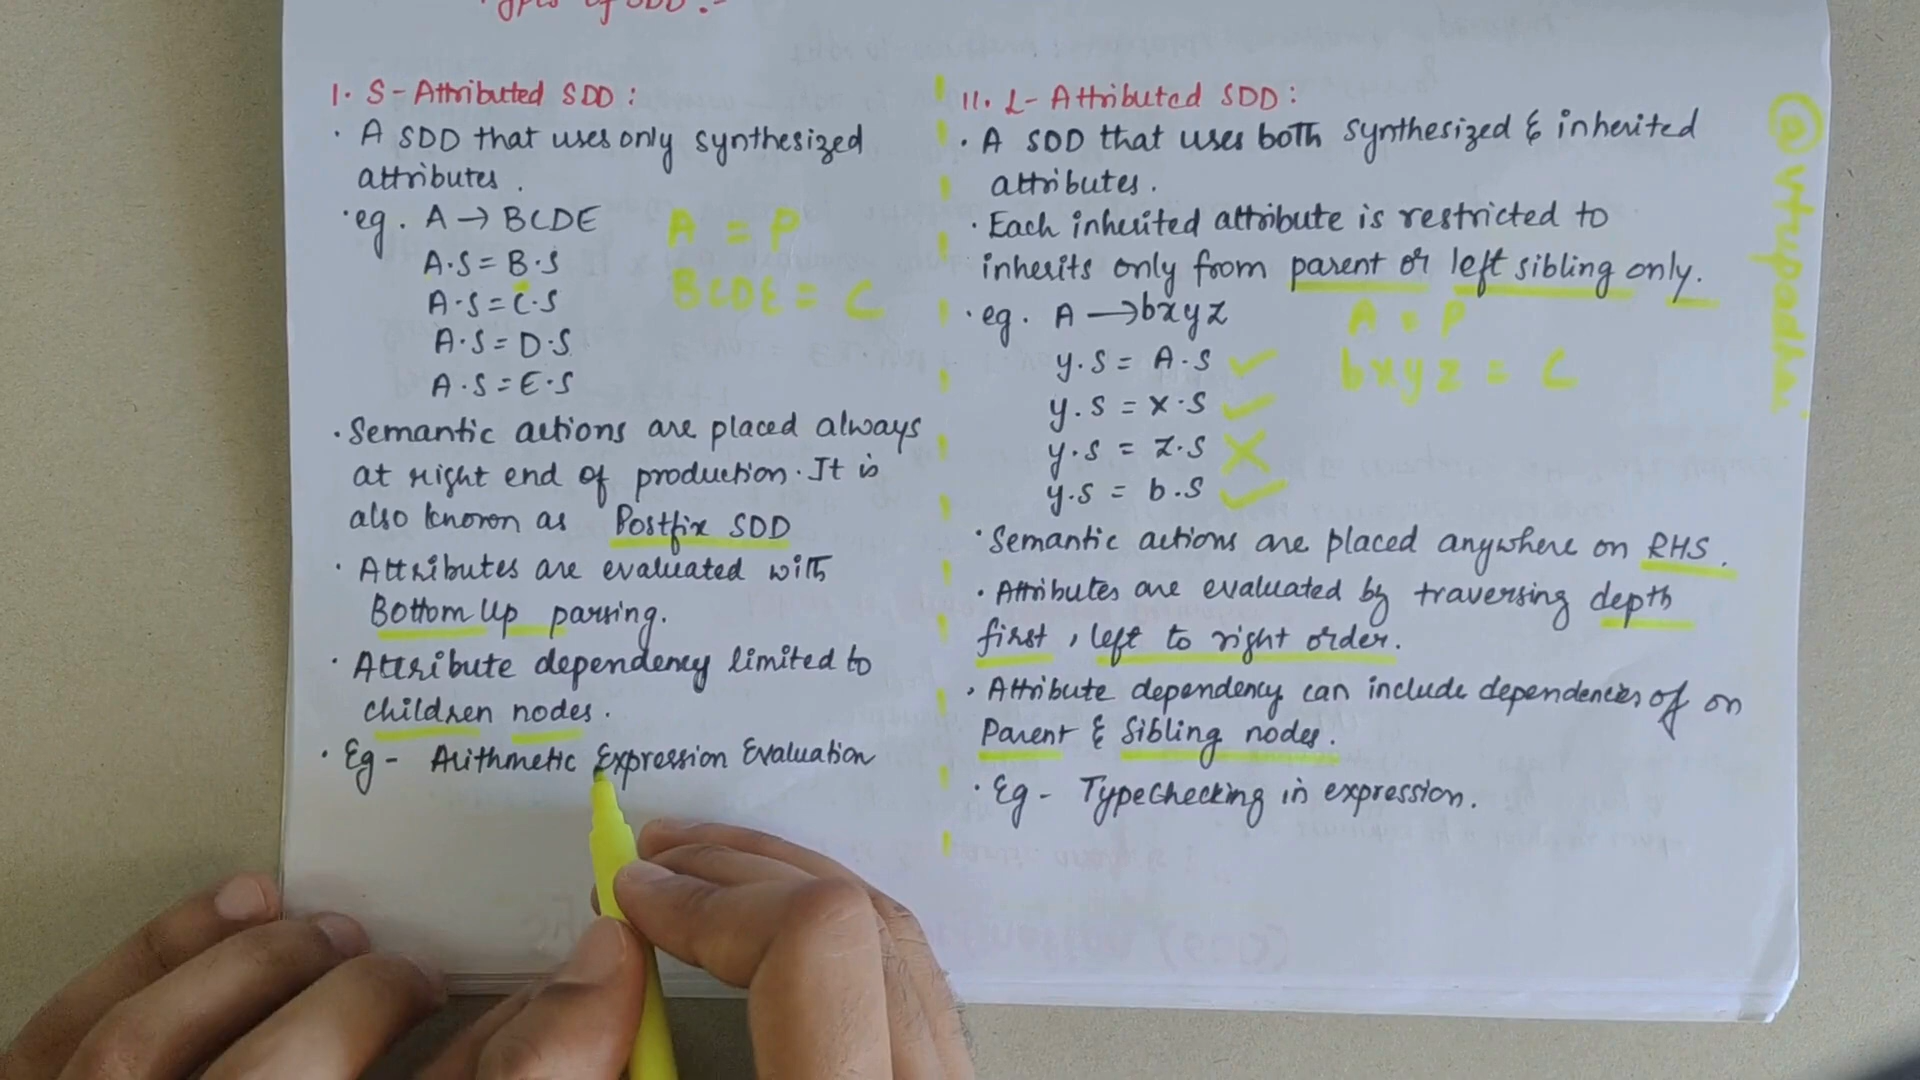 Types of SDD :-
I. S-Attributed SDD :
· A SDD that uses only synthesized
attributes .
· eg. A → BCDE
A.S = B.S
A.S = C.S
A.S = D.S
A.S = E.S
A = P
BCDE = C
· Semantic actions are placed always
at right end of production. It is
also known as Postfix SDD
· Attributes are evaluated with
Bottom Up parsing.
· Attribute dependency limited to
children nodes .
· Eg - Arithmetic Expression Evaluation
II. L- Attributed SDD :
· A SDD that uses both synthesized & inherited
attributes .
· Each inherited attribute is restricted to
inherits only from parent or left sibling only.
· eg. A → bxyz
y.S = A.S ✓
y.S = x.S ✓
y.S = z.S ✗
y.S = b.S ✓
A = P
bxyz = C
· Semantic actions are placed anywhere on RHS.
· Attributes are evaluated by traversing depth
first , left to right order.
· Attribute dependency can include dependencies of on
Parent & Sibling nodes.
· Eg - TypeChecking in expression.
@vtupadhai